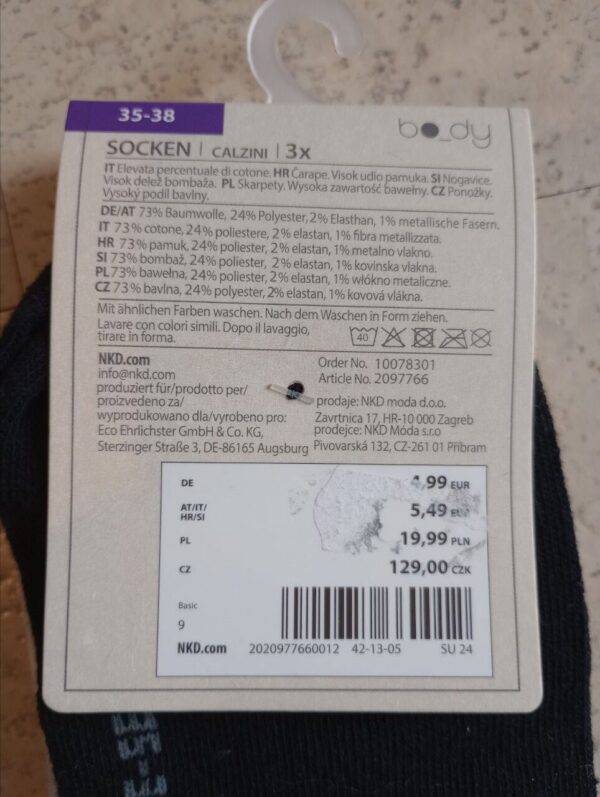 35-38
bo_dy
SOCKEN | CALZINI | 3x
IT Elevata percentuale di cotone. HR Čarape. Visok udio pamuka. SI Nogavice.
Visok delež bombaža. PL Skarpety. Wysoka zawartość bawełny. CZ Ponožky.
Vysoký podíl bavlny.
DE/AT 73% Baumwolle, 24% Polyester, 2% Elasthan, 1% metallische Fasern.
IT 73% cotone, 24% poliestere, 2% elastan, 1% fibra metallizzata.
HR 73% pamuk, 24% poliester, 2% elastan, 1% metalno vlakno.
SI 73% bombaž, 24% poliester, 2% elastan, 1% kovinska vlakna.
PL 73% bawełna, 24% poliester, 2% elastan, 1% włókno metaliczne.
CZ 73% bavlna, 24% polyester, 2% elastan, 1% kovová vlákna.
Mit ähnlichen Farben waschen. Nach dem Waschen in Form ziehen.
Lavare con colori simili. Dopo il lavaggio,
tirare in forma.
40
NKD.com
info@nkd.com
produziert für/prodotto per/
proizvedeno za/
wyprodukowano dla/vyrobeno pro:
Eco Ehrlichster GmbH & Co. KG,
Sterzinger Straße 3, DE-86165 Augsburg
Order No. 10078301
Article No. 2097766
prodaje: NKD moda d.o.o.
Zavrtnica 17, HR-10 000 Zagreb
prodejce: NKD Móda s.r.o
Pivovarská 132, CZ-261 01 Příbram
DE 4,99 EUR
AT/IT/
HR/SI 5,49 EUR
PL 19,99 PLN
CZ 129,00 CZK
Basic
9
NKD.com 2020977660012 42-13-05 SU 24